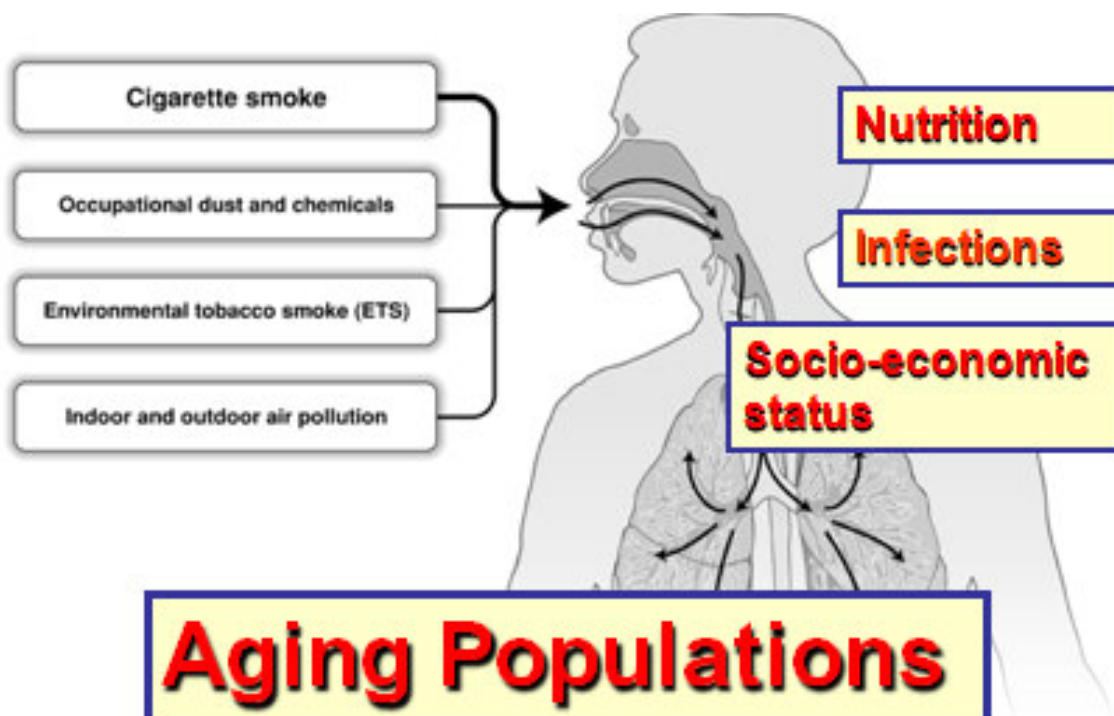 Cigarette smoke
Occupational dust and chemicals
Environmental tobacco smoke (ETS)
Indoor and outdoor air pollution
Nutrition
Infections
Socio-economic
status
Aging Populations